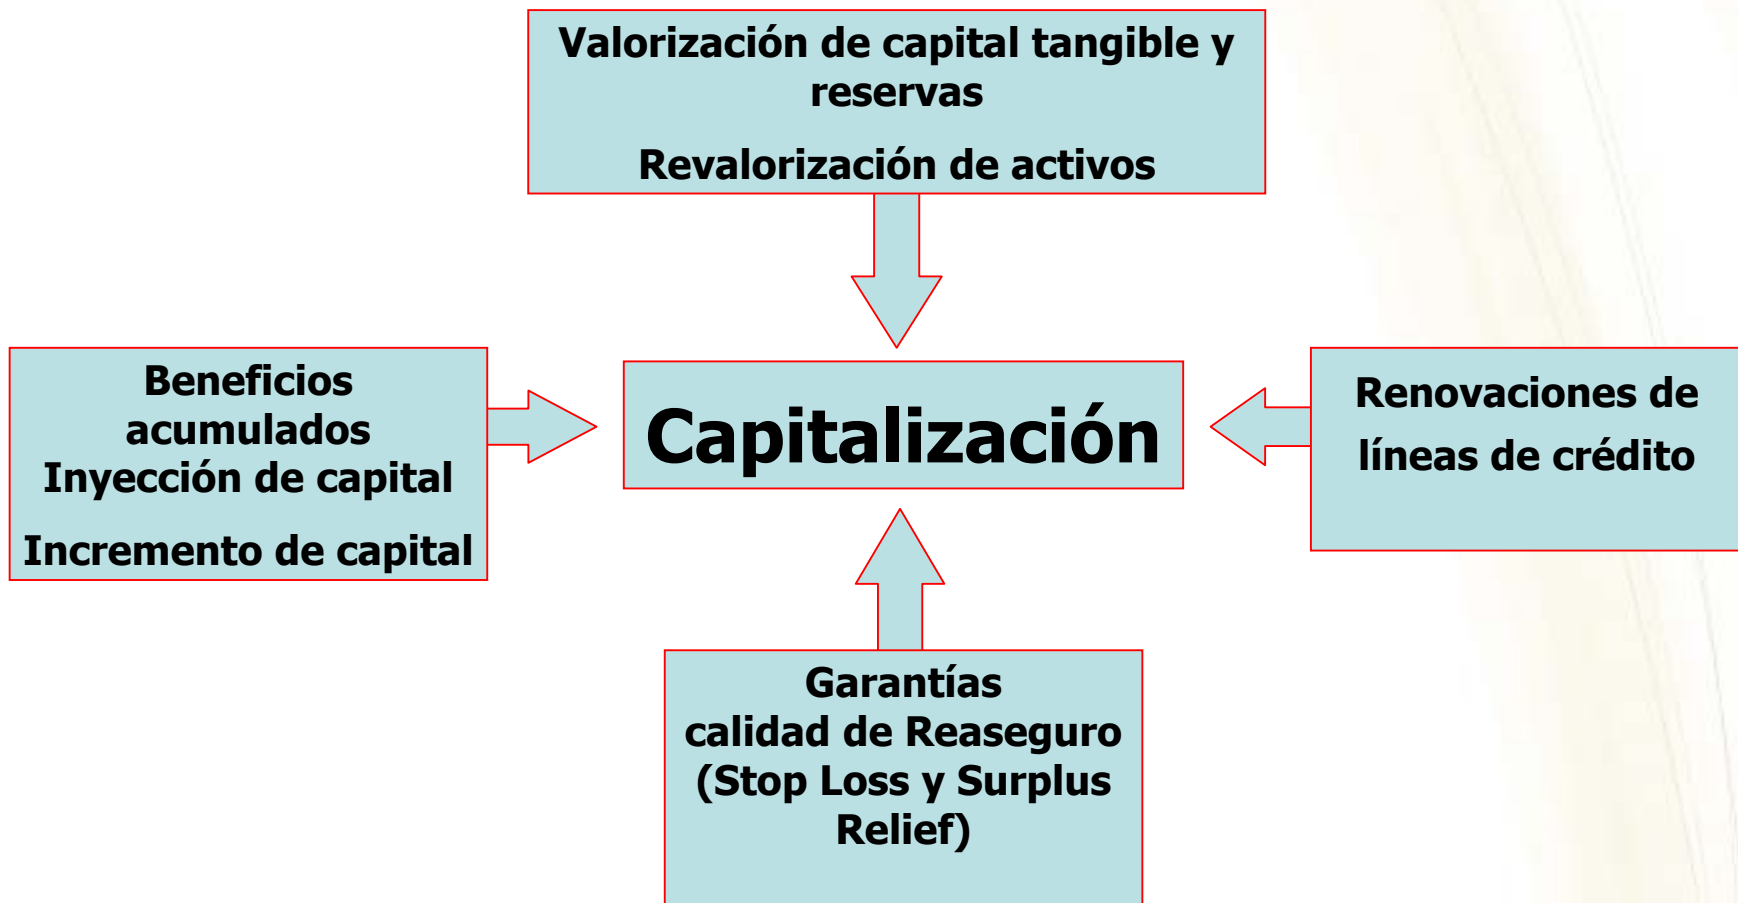 Valorización de capital tangible y
reservas
Revalorización de activos
Beneficios
acumulados
Inyección de capital
Incremento de capital
Capitalización
Renovaciones de
líneas de crédito
Garantías
calidad de Reaseguro
(Stop Loss y Surplus
Relief)